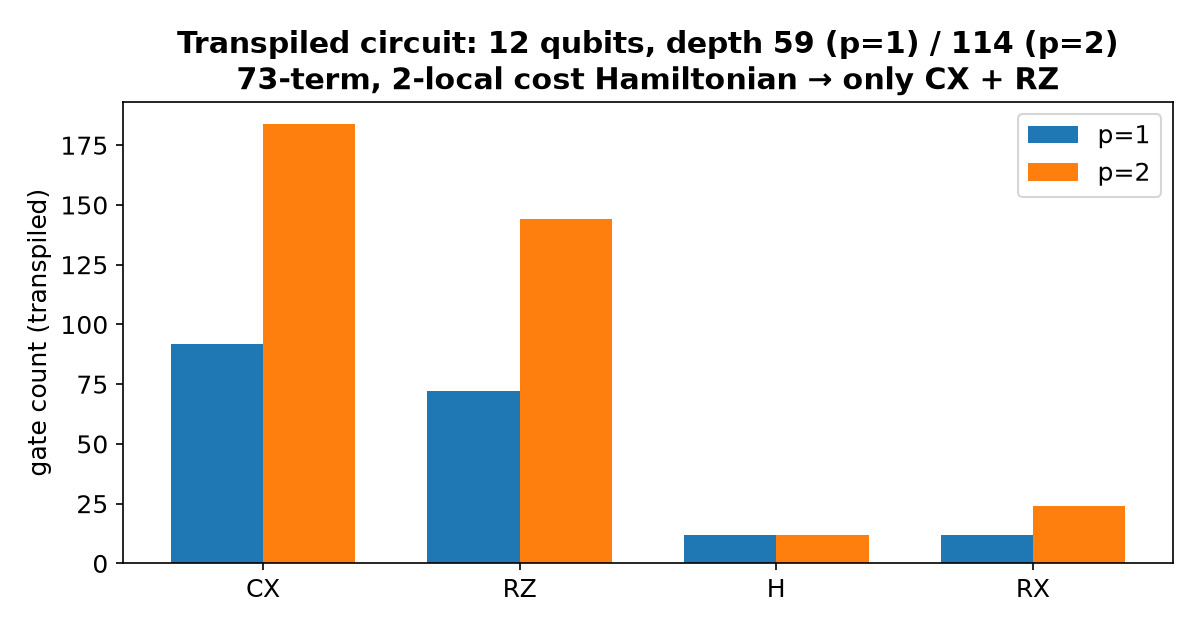 Transpiled circuit: 12 qubits, depth 59 (p=1) / 114 (p=2)
73-term, 2-local cost Hamiltonian → only CX + RZ
p=1
p=2
gate count (transpiled)
175
150
125
100
75
50
25
0
CX
RZ
H
RX